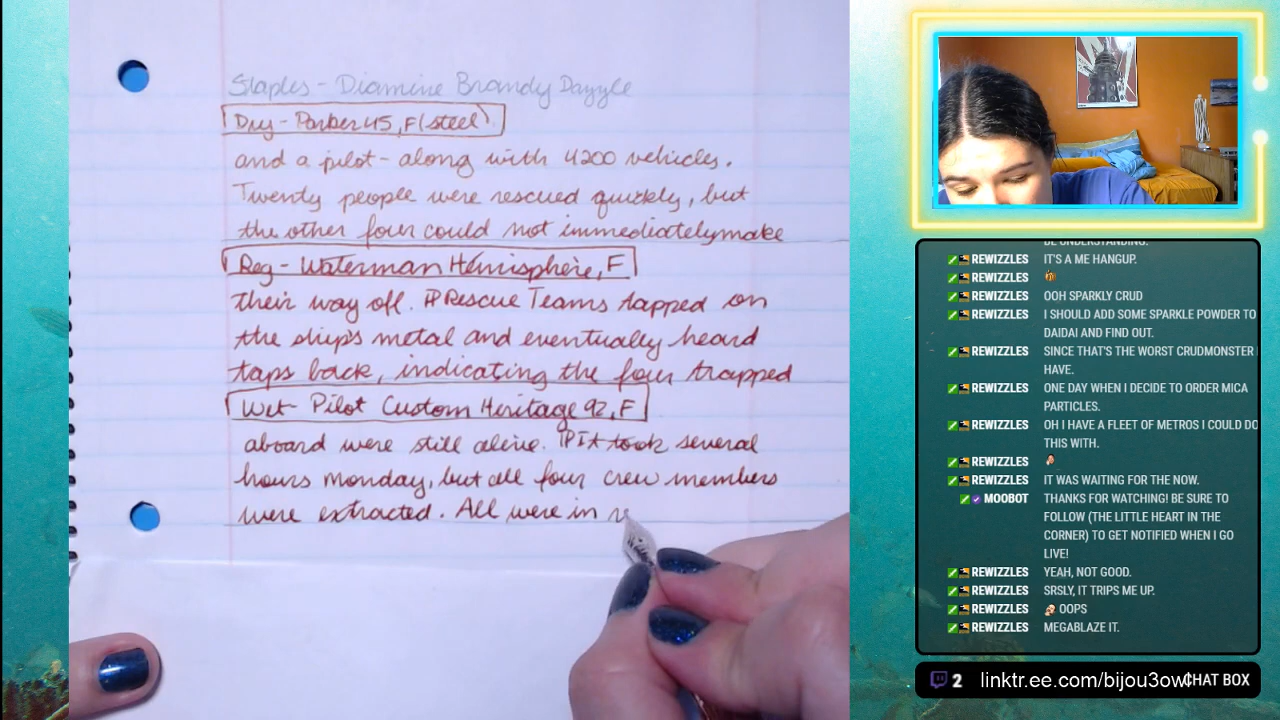 Staples - Diamine Brandy Dazzle
Dry - Parker 45, F (steel)
and a pilot - along with 4200 vehicles.
Twenty people were rescued quickly, but
the other four could not immediatelymake
Reg - Waterman Hémisphère, F
their way off. ¶Rescue Teams tapped on
the ship's metal and eventually heard
taps back, indicating the four trapped
Wet - Pilot Custom Heritage 92, F
aboard were still alive. ¶It took several
hours monday, but all four crew members
were extracted. All were in
BE UNDERSTANDING.
REWIZZLES IT'S A ME HANGUP.
REWIZZLES
REWIZZLES OOH SPARKLY CRUD
REWIZZLES I SHOULD ADD SOME SPARKLE POWDER TO
DAIDAI AND FIND OUT.
REWIZZLES SINCE THAT'S THE WORST CRUDMONSTER I
HAVE.
REWIZZLES ONE DAY WHEN I DECIDE TO ORDER MICA
PARTICLES.
REWIZZLES OH I HAVE A FLEET OF METROS I COULD DO
THIS WITH.
REWIZZLES
REWIZZLES IT WAS WAITING FOR THE NOW.
MOOBOT THANKS FOR WATCHING! BE SURE TO
FOLLOW (THE LITTLE HEART IN THE
CORNER) TO GET NOTIFIED WHEN I GO
LIVE!
REWIZZLES YEAH, NOT GOOD.
REWIZZLES SRSLY, IT TRIPS ME UP.
REWIZZLES OOPS
REWIZZLES MEGABLAZE IT.
2 linktr.ee.com/bijou3owl CHAT BOX